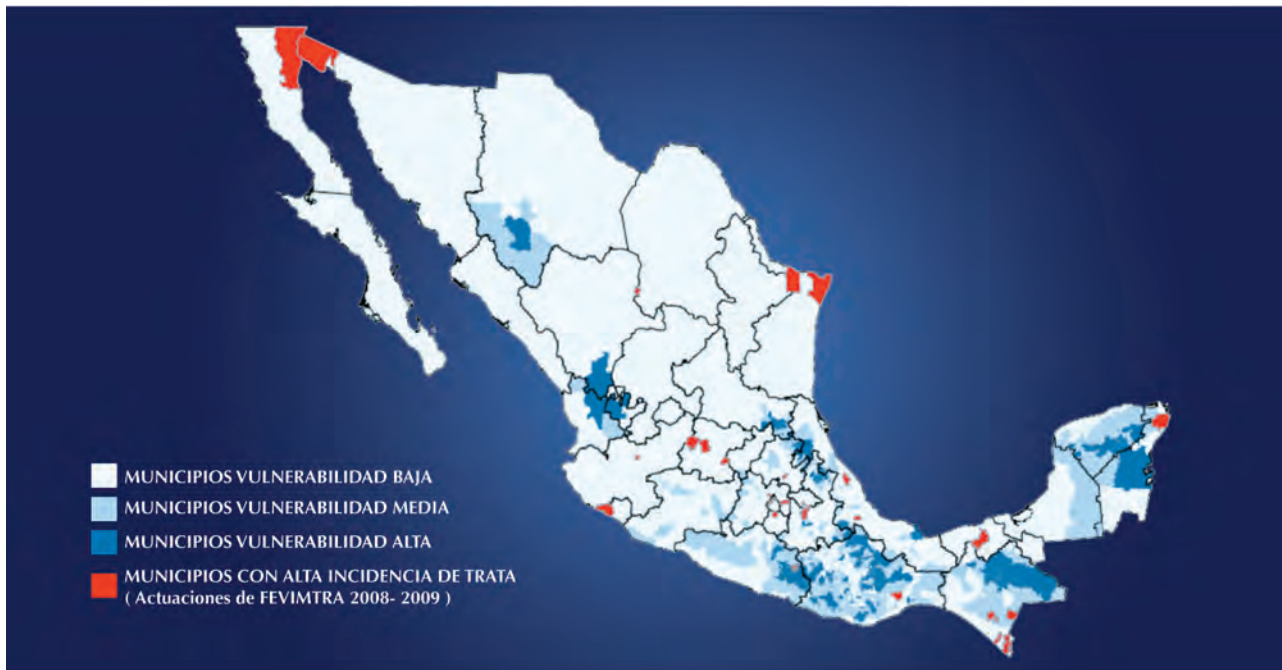 MUNICIPIOS VULNERABILIDAD BAJA
MUNICIPIOS VULNERABILIDAD MEDIA
MUNICIPIOS VULNERABILIDAD ALTA
MUNICIPIOS CON ALTA INCIDENCIA DE TRATA
( Actuaciones de FEVIMTRA 2008- 2009 )